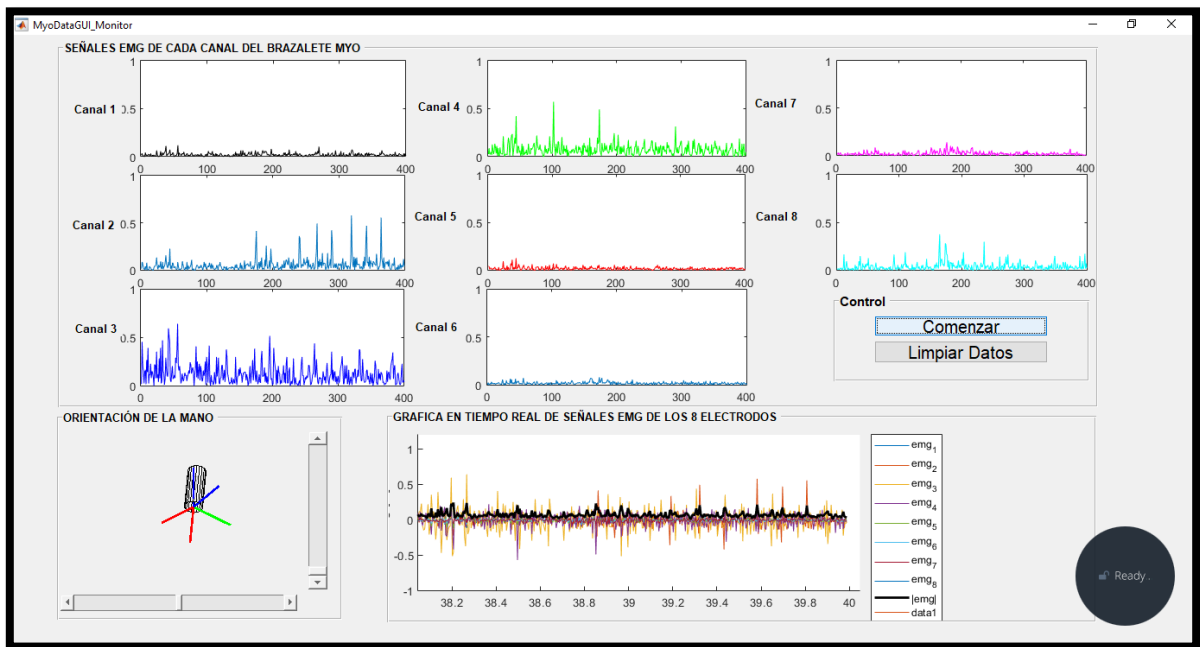 MyoDataGUI_Monitor
SEÑALES EMG DE CADA CANAL DEL BRAZALETE MYO
Canal 1
1
0.5
0
0 100 200 300 400
Canal 4
1
0.5
0
0 100 200 300 400
Canal 7
1
0.5
0
0 100 200 300 400
Canal 2
1
0.5
0
0 100 200 300 400
Canal 5
1
0.5
0
0 100 200 300 400
Canal 8
1
0.5
0
0 100 200 300 400
Canal 3
1
0.5
0
0 100 200 300 400
Canal 6
1
0.5
0
0 100 200 300 400
Control
Comenzar
Limpiar Datos
ORIENTACIÓN DE LA MANO
GRAFICA EN TIEMPO REAL DE SEÑALES EMG DE LOS 8 ELECTRODOS
1
0.5
0
-0.5
-1
38.2 38.4 38.6 38.8 39 39.2 39.4 39.6 39.8 40
emg1
emg2
emg3
emg4
emg5
emg6
emg7
emg8
|emg|
data1
Ready .